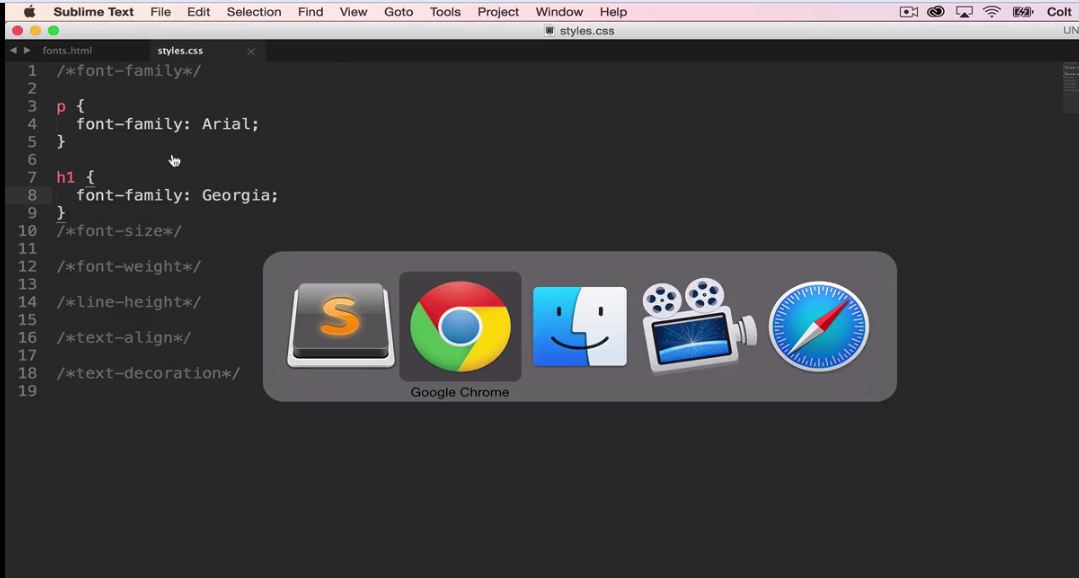 Sublime Text File Edit Selection Find View Goto Tools Project Window Help Colt
styles.css UN
fonts.html styles.css
1 /*font-family*/
2
3 p {
4 font-family: Arial;
5 }
6
7 h1 {
8 font-family: Georgia;
9 }
10 /*font-size*/
11
12 /*font-weight*/
13
14 /*line-height*/
15
16 /*text-align*/
17
18 /*text-decoration*/
19
S
Google Chrome